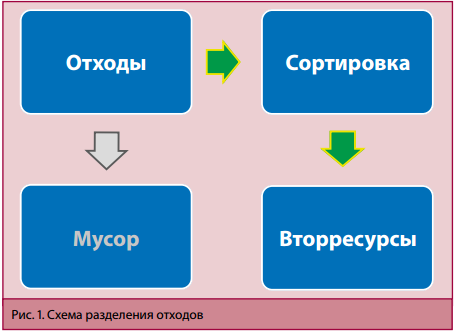 Отходы
Сортировка
Мусор
Вторресурсы
Рис. 1. Схема разделения отходов